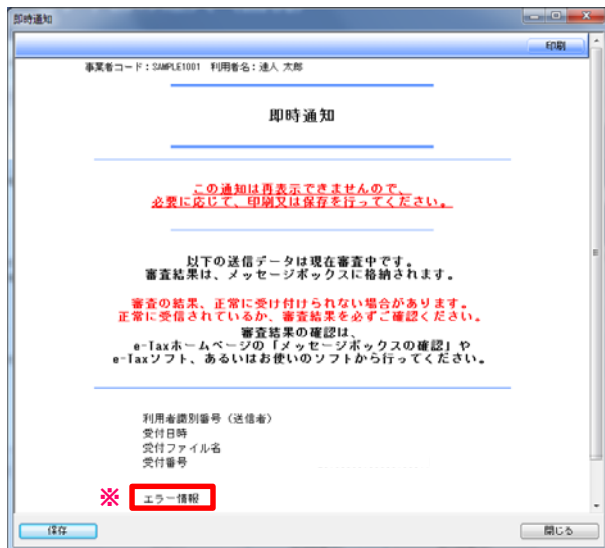 即時通知
印刷
事業者コード：SAMPLE1001　利用者名：達人 太郎
即時通知
この通知は再表示できませんので、
必要に応じて、印刷又は保存を行ってください。
以下の送信データは現在審査中です。
審査結果は、メッセージボックスに格納されます。
審査の結果、正常に受け付けられない場合があります。
正常に受信されているか、審査結果を必ずご確認ください。
審査結果の確認は、
e-Taxホームページの「メッセージボックスの確認」や
e-Taxソフト、あるいはお使いのソフトから行ってください。
利用者識別番号（送信者）
受付日時
受付ファイル名
受付番号
※ エラー情報
保存 閉じる